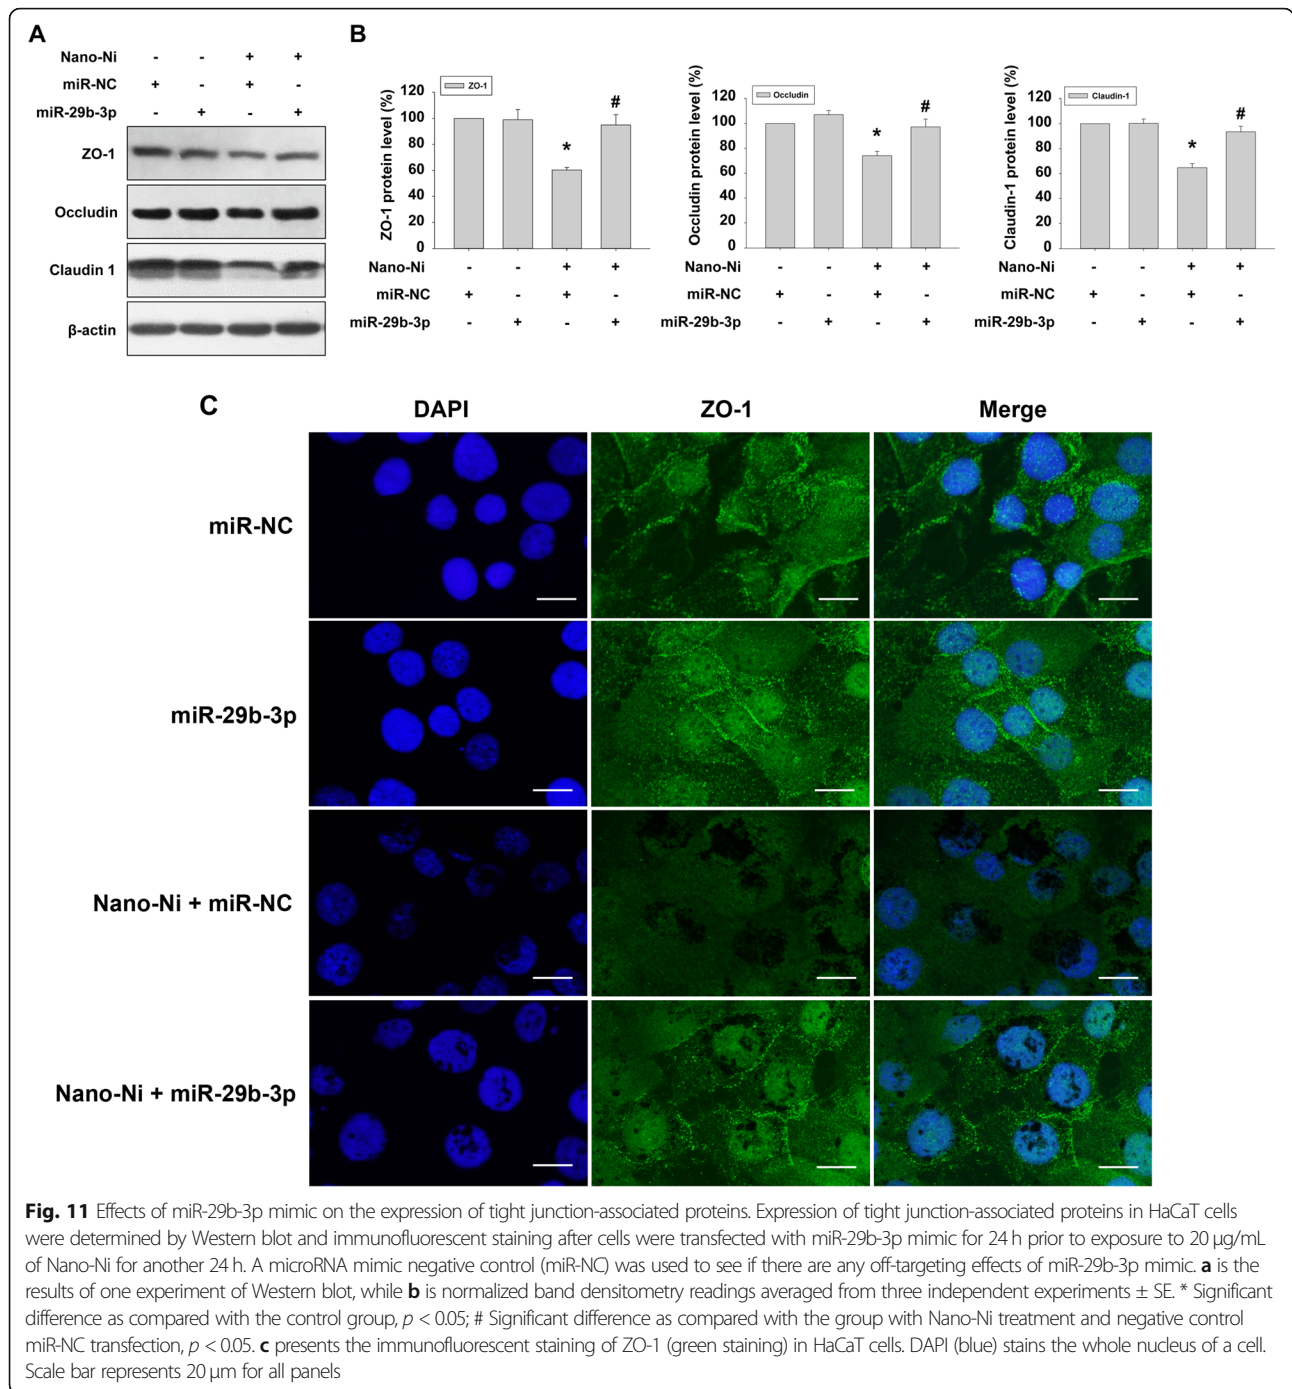 A
Nano-Ni - - + +
miR-NC + - + -
miR-29b-3p - + - +
ZO-1
Occludin
Claudin 1
β-actin
B
ZO-1 protein level (%)
120
100
80
60
40
20
0
ZO-1
*
#
Nano-Ni - - + +
miR-NC + - + -
miR-29b-3p - + - +
Occludin protein level (%)
120
100
80
60
40
20
0
Occludin
*
#
Nano-Ni - - + +
miR-NC + - + -
miR-29b-3p - + - +
Claudin-1 protein level (%)
120
100
80
60
40
20
0
Claudin-1
*
#
Nano-Ni - - + +
miR-NC + - + -
miR-29b-3p - + - +
C
DAPI ZO-1 Merge
miR-NC
miR-29b-3p
Nano-Ni + miR-NC
Nano-Ni + miR-29b-3p
Fig. 11 Effects of miR-29b-3p mimic on the expression of tight junction-associated proteins. Expression of tight junction-associated proteins in HaCaT cells
were determined by Western blot and immunofluorescent staining after cells were transfected with miR-29b-3p mimic for 24 h prior to exposure to 20 μg/mL
of Nano-Ni for another 24 h. A microRNA mimic negative control (miR-NC) was used to see if there are any off-targeting effects of miR-29b-3p mimic. a is the
results of one experiment of Western blot, while b is normalized band densitometry readings averaged from three independent experiments ± SE. * Significant
difference as compared with the control group, p < 0.05; # Significant difference as compared with the group with Nano-Ni treatment and negative control
miR-NC transfection, p < 0.05. c presents the immunofluorescent staining of ZO-1 (green staining) in HaCaT cells. DAPI (blue) stains the whole nucleus of a cell.
Scale bar represents 20 μm for all panels